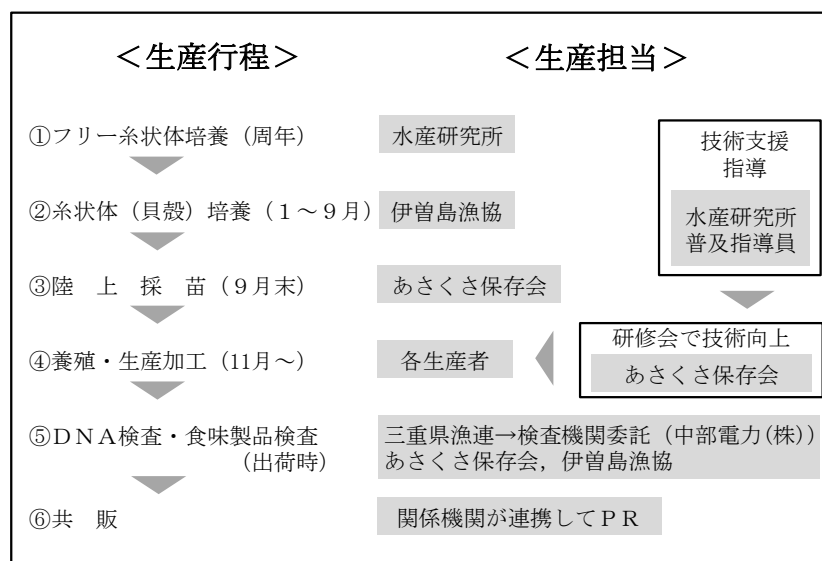 ＜生産行程＞
＜生産担当＞
①フリー糸状体培養（周年）
水産研究所
②糸状体（貝殻）培養（１～９月）
伊曽島漁協
③陸　上　採　苗（９月末）
あさくさ保存会
④養殖・生産加工（11月～）
各生産者
⑤ＤＮＡ検査・食味製品検査
（出荷時）
三重県漁連→検査機関委託（中部電力(株)）
あさくさ保存会，伊曽島漁協
⑥共　販
関係機関が連携してＰＲ
技術支援
指導
水産研究所
普及指導員
研修会で技術向上
あさくさ保存会